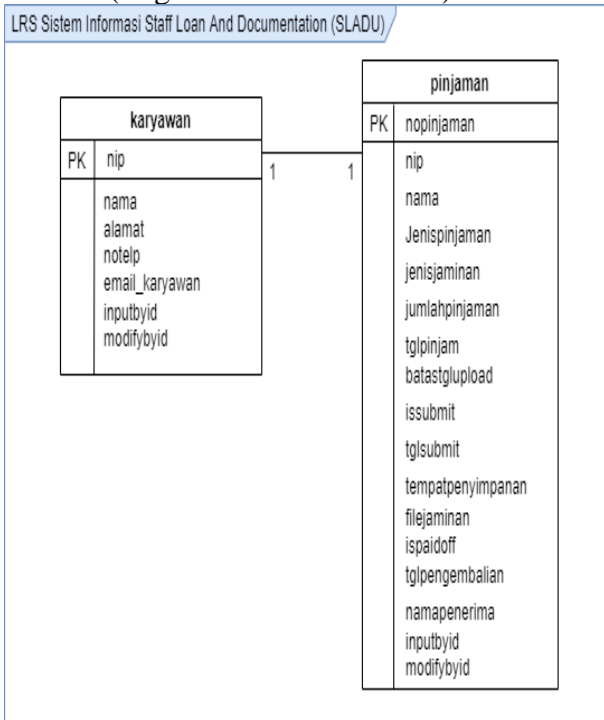 LRS Sistem Informasi Staff Loan And Documentation (SLADU)
karyawan
PK nip
nama
alamat
notelp
email_karyawan
inputbyid
modifybyid
1 1
pinjaman
PK nopinjaman
nip
nama
Jenispinjaman
jenisjaminan
jumlahpinjaman
tglpinjam
batastglupload
issubmit
tglsubmit
tempatpenyimpanan
filejaminan
ispaidoff
tglpengembalian
namapenerima
inputbyid
modifybyid